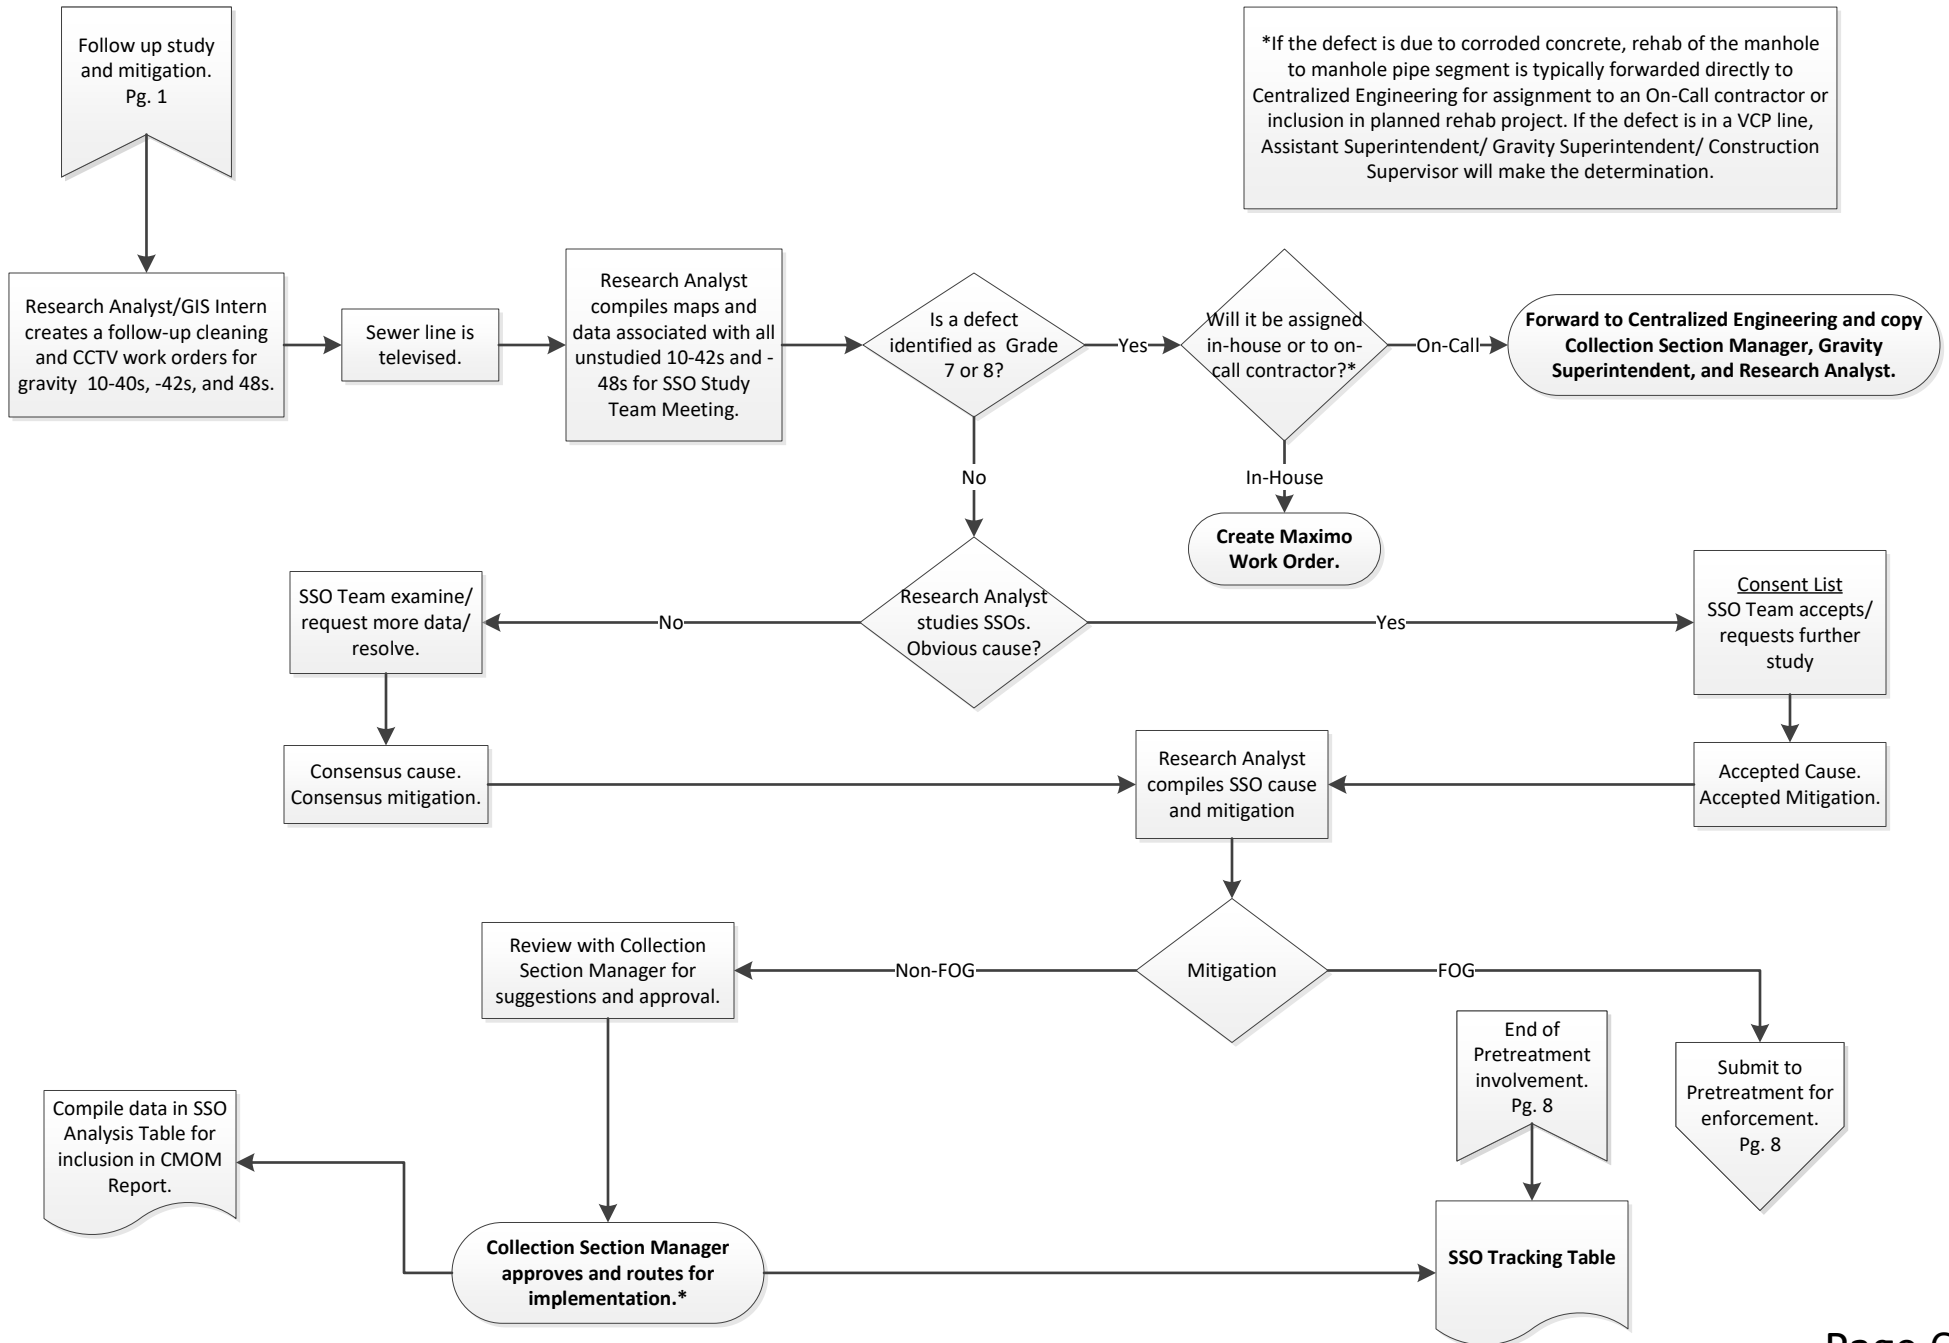 Follow up study
and mitigation.
Pg. 1
*If the defect is due to corroded concrete, rehab of the manhole
to manhole pipe segment is typically forwarded directly to
Centralized Engineering for assignment to an On-Call contractor or
inclusion in planned rehab project. If the defect is in a VCP line,
Assistant Superintendent/ Gravity Superintendent/ Construction
Supervisor will make the determination.
Research Analyst/GIS Intern
creates a follow-up cleaning
and CCTV work orders for
gravity 10-40s, -42s, and 48s.
Sewer line is
televised.
Research Analyst
compiles maps and
data associated with all
unstudied 10-42s and -
48s for SSO Study
Team Meeting.
Is a defect
identified as Grade
7 or 8?
Yes
Will it be assigned
in-house or to on-
call contractor?*
On-Call
Forward to Centralized Engineering and copy
Collection Section Manager, Gravity
Superintendent, and Research Analyst.
No
In-House
Create Maximo
Work Order.
SSO Team examine/
request more data/
resolve.
No
Research Analyst
studies SSOs.
Obvious cause?
Yes
Consent List
SSO Team accepts/
requests further
study
Consensus cause.
Consensus mitigation.
Research Analyst
compiles SSO cause
and mitigation
Accepted Cause.
Accepted Mitigation.
Review with Collection
Section Manager for
suggestions and approval.
Non-FOG
Mitigation
FOG
End of
Pretreatment
involvement.
Pg. 8
Submit to
Pretreatment for
enforcement.
Pg. 8
Compile data in SSO
Analysis Table for
inclusion in CMOM
Report.
Collection Section Manager
approves and routes for
implementation.*
SSO Tracking Table